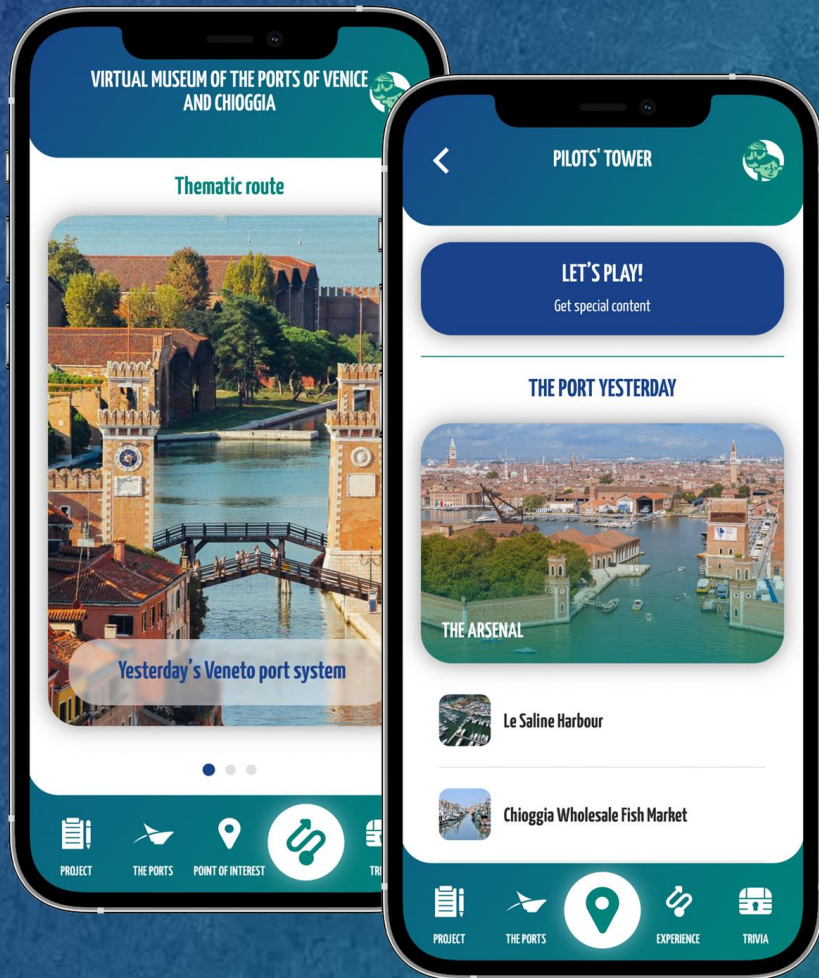 VIRTUAL MUSEUM OF THE PORTS OF VENICE
AND CHIOGGIA
Thematic route
Yesterday's Veneto port system
PROJECT
THE PORTS
POINT OF INTEREST
PILOTS' TOWER
LET'S PLAY!
Get special content
THE PORT YESTERDAY
THE ARSENAL
Le Saline Harbour
Chioggia Wholesale Fish Market
PROJECT
THE PORTS
EXPERIENCE
TRIVIA